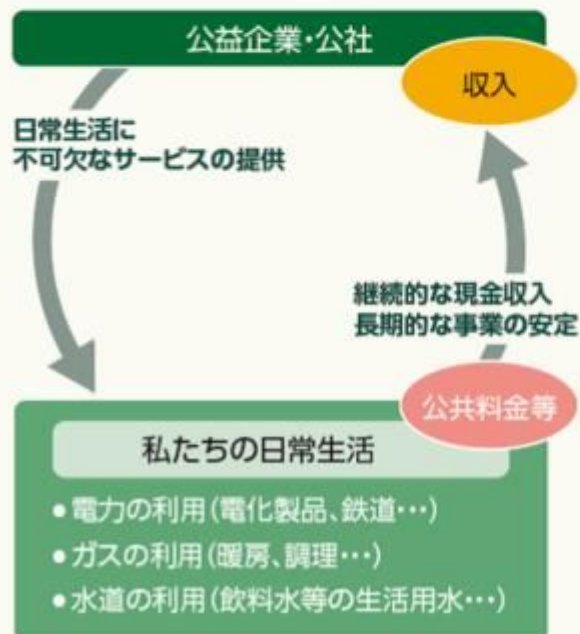 公益企業・公社
収入
日常生活に
不可欠なサービスの提供
継続的な現金収入
長期的な事業の安定
公共料金等
私たちの日常生活
●電力の利用(電化製品、鉄道・・・)
●ガスの利用(暖房、調理・・・)
●水道の利用(飲料水等の生活用水・・・)